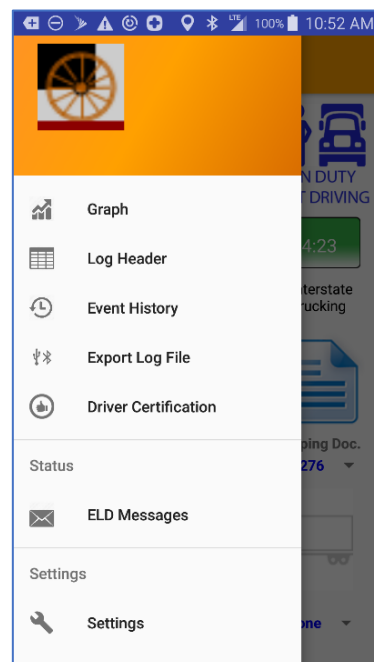 LTE 100% 10:52 AM
N DUTY
T DRIVING
Graph
4:23
Log Header
terstate
rucking
Event History
Export Log File
Driver Certification
ping Doc.
Status
276
ELD Messages
Settings
Settings
one